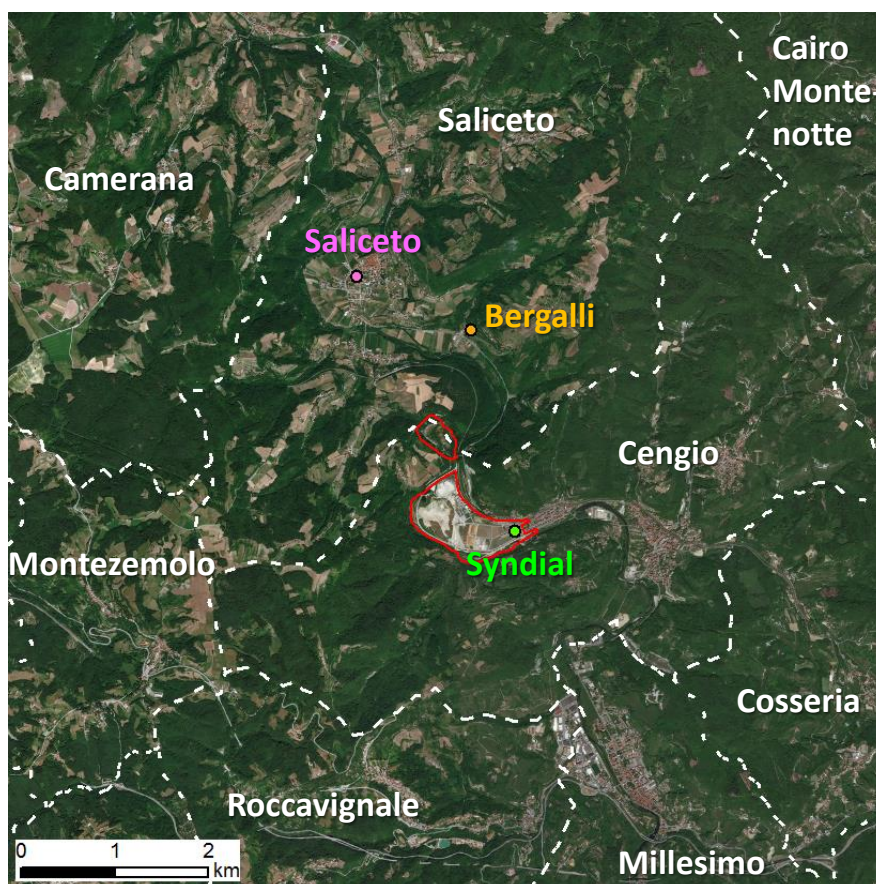 Cairo
Monte-
notte
Saliceto
Camerana
Saliceto
Bergalli
Cengio
Montezemolo
Syndial
Cosseria
Roccavignale
Millesimo
0 1 2
km